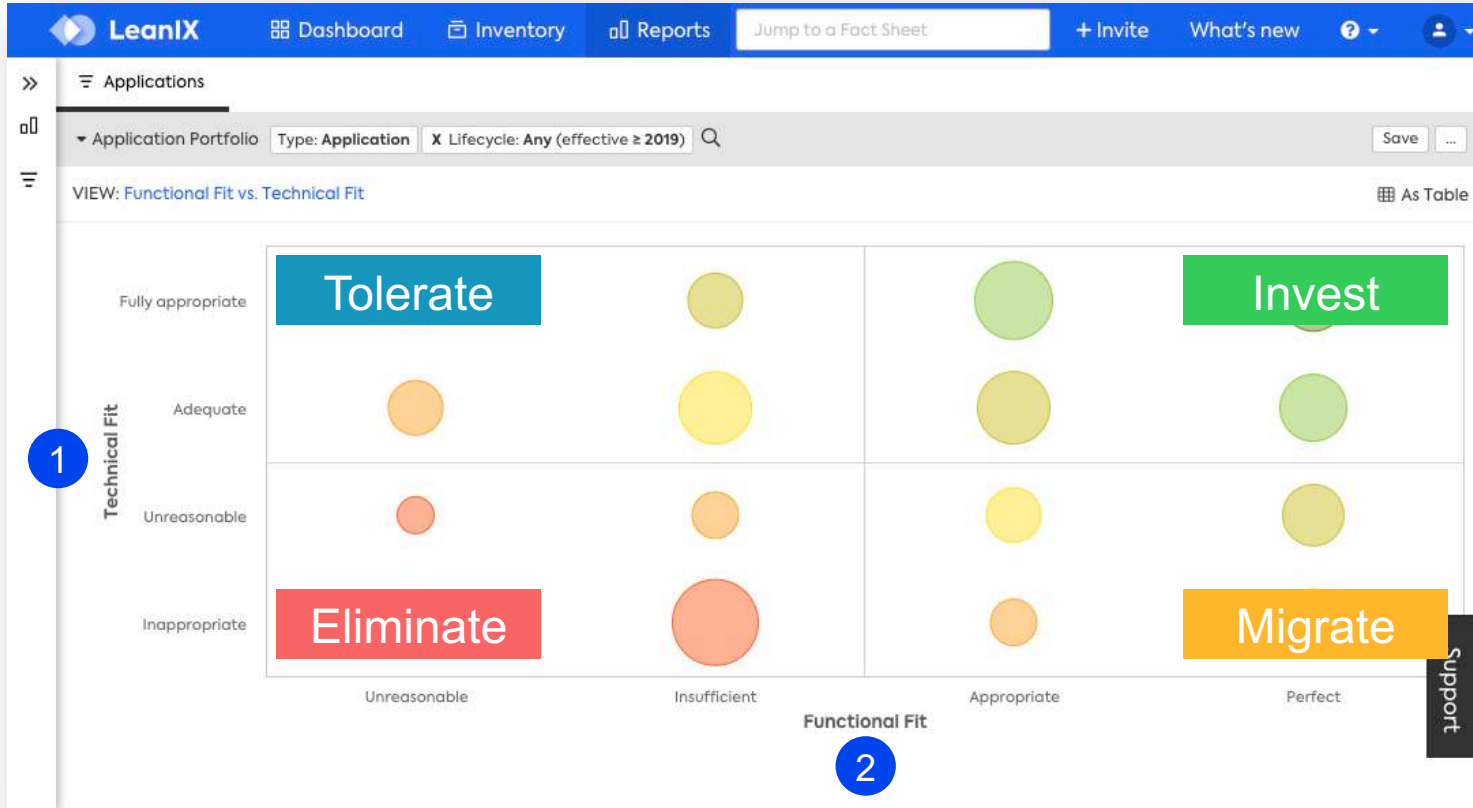 LeanIX Dashboard Inventory Reports Jump to a Fact Sheet + Invite What's new ?
Applications
Application Portfolio Type: Application X Lifecycle: Any (effective ≥ 2019) Save ...
VIEW: Functional Fit vs. Technical Fit As Table
Tolerate
Invest
Fully appropriate
Adequate
Technical Fit
1
Unreasonable
Inappropriate
Eliminate
Migrate
Support
Unreasonable Insufficient Appropriate Perfect
Functional Fit
2